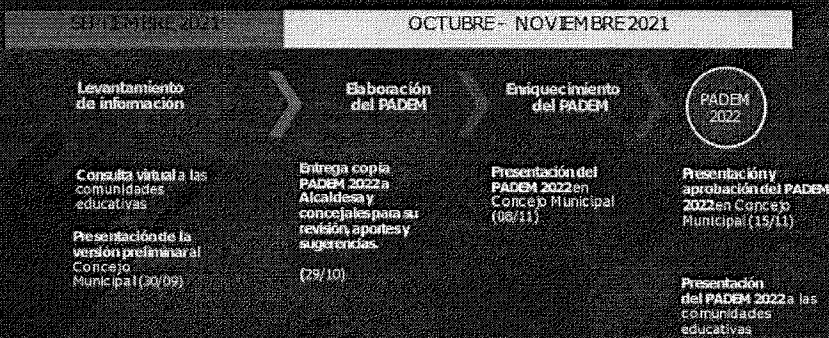 SEPTIEMBRE 2021
OCTUBRE - NOVIEMBRE 2021
Levantamiento
de información
Elaboración
del PADEM
Enriquecimiento
del PADEM
PADEM
2022
Consulta virtual a las
comunidades
educativas
Presentación de la
versión preliminar al
Concejo
Municipal (30/09)
Entrega copia
PADEM 2022 a
Alcaldesa y
concejales para su
revisión, aportes y
sugerencias.
(29/10)
Presentación del
PADEM 2022 en
Concejo Municipal
(08/11)
Presentación y
aprobación del PADEM
2022 en Concejo
Municipal (15/11)
Presentación
del PADEM 2022 a las
comunidades
educativas